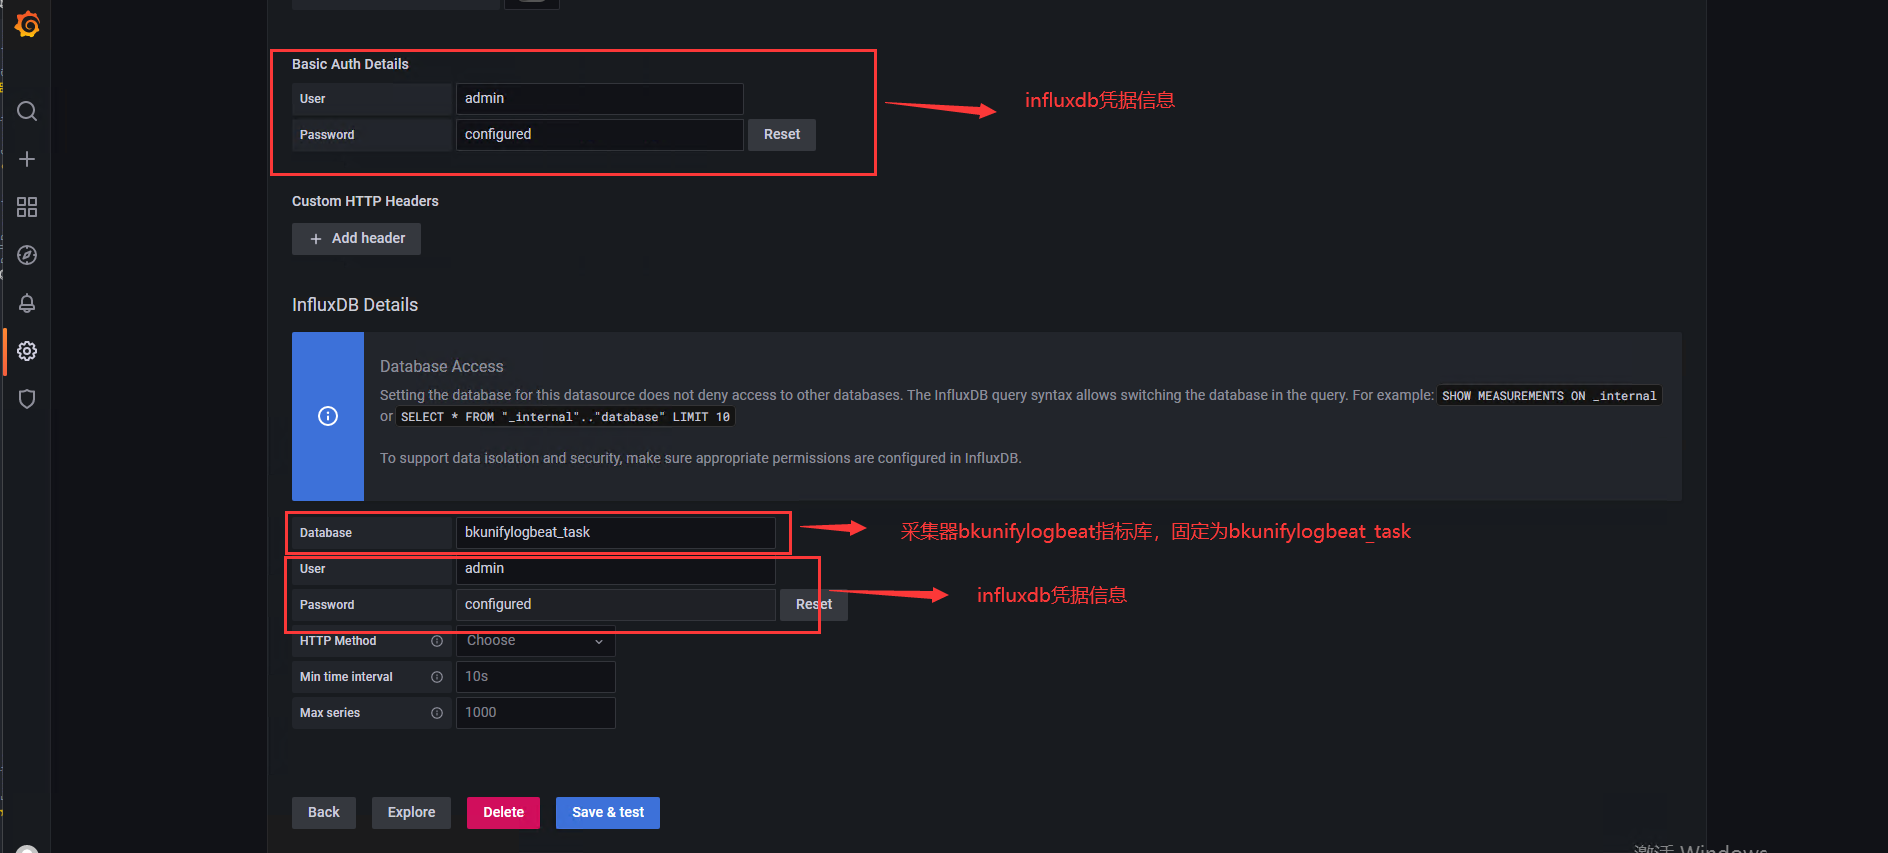 Basic Auth Details
User
admin
influxdb凭据信息
Password
configured
Reset
Custom HTTP Headers
+ Add header
InfluxDB Details
Database Access
Setting the database for this datasource does not deny access to other databases. The InfluxDB query syntax allows switching the database in the query. For example: SHOW MEASUREMENTS ON _internal
or SELECT * FROM "_internal".."database" LIMIT 10
To support data isolation and security, make sure appropriate permissions are configured in InfluxDB.
Database
bkunifylogbeat_task
采集器bkunifylogbeat指标库，固定为bkunifylogbeat_task
User
admin
Password
configured
Reset
influxdb凭据信息
HTTP Method
Choose
Min time interval
10s
Max series
1000
Back
Explore
Delete
Save & test
激活 Windows